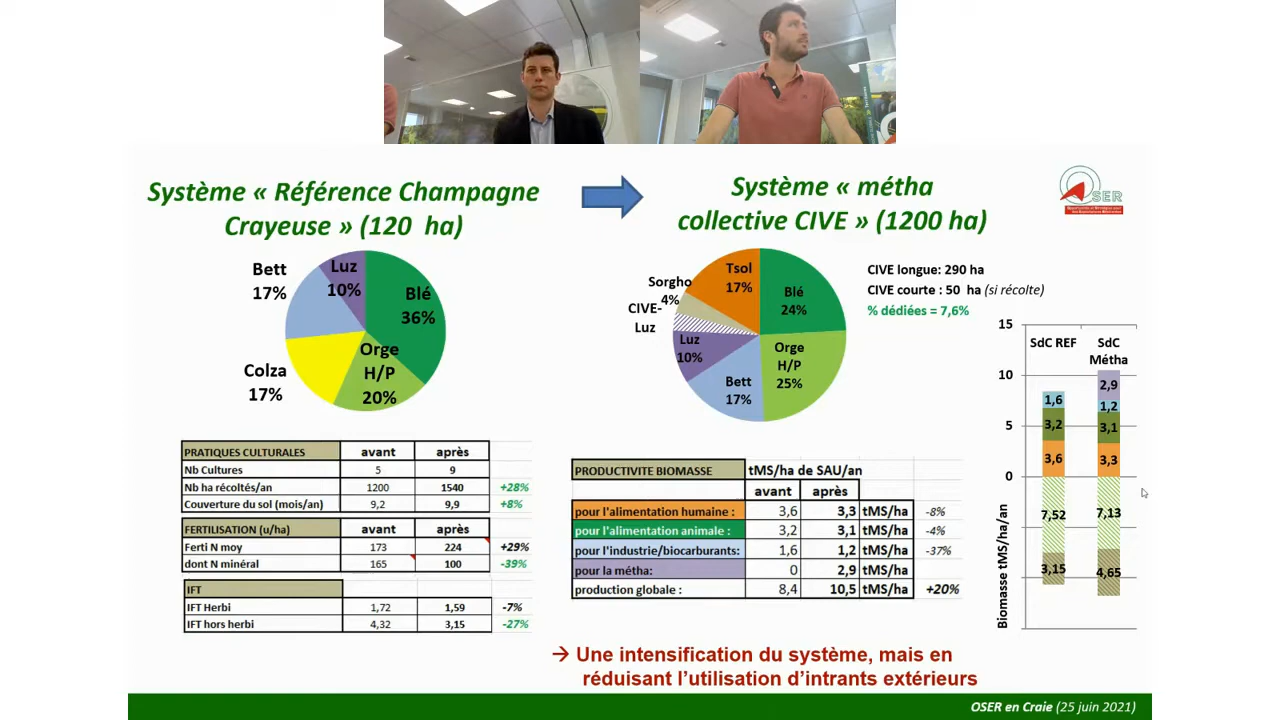 Système « Référence Champagne
Crayeuse » (120 ha)
Système « métha
collective CIVE » (1200 ha)
OSER
Luz
10%
Bett
17%
Blé
36%
Orge
H/P
20%
Colza
17%
Tsol
17%
Sorgho
4%
CIVE-
Luz
Blé
24%
Luz
10%
Orge
H/P
25%
Bett
17%
CIVE longue: 290 ha
CIVE courte : 50 ha (si récolte)
% dédiées = 7,6%
15
10
5
0
SdC REF
SdC
Métha
2,9
1,6
1,2
3,2
3,1
3,6
3,3
7,52
7,13
3,15
4,65
Biomasse tMS/ha/an
PRATIQUES CULTURALES avant après
Nb Cultures 5 9
Nb ha récoltés/an 1200 1540 +28%
Couverture du sol (mois/an) 9,2 9,9 +8%
FERTILISATION (u/ha) avant après
Ferti N moy 173 224 +29%
dont N minéral 165 100 -39%
IFT
IFT Herbi 1,72 1,59 -7%
IFT hors herbi 4,32 3,15 -27%
PRODUCTIVITE BIOMASSE tMS/ha de SAU/an
avant après
pour l'alimentation humaine : 3,6 3,3 tMS/ha -8%
pour l'alimentation animale : 3,2 3,1 tMS/ha -4%
pour l'industrie/biocarburants: 1,6 1,2 tMS/ha -37%
pour la métha: 0 2,9 tMS/ha
production globale : 8,4 10,5 tMS/ha +20%
→ Une intensification du système, mais en
réduisant l'utilisation d'intrants extérieurs
OSER en Craie (25 juin 2021)